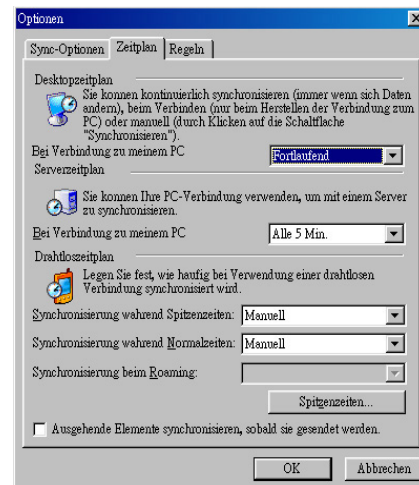 Optionen
Sync-Optionen Zeitplan Regeln
Desktopzeitplan
Sie konnen kontinuierlich synchronisieren (immer wenn sich Daten
andern), beim Verbinden (nur beim Herstellen der Verbindung zum
PC) oder manuell (durch Klicken auf die Schaltflache
"Synchronisieren").
Bei Verbindung zu meinem PC Fortlaufend
Serverzeitplan
Sie konnen Ihre PC-Verbindung verwenden, um mit einem Server
zu synchronisieren.
Bei Verbindung zu meinem PC Alle 5 Min.
Drahtloszeitplan
Legen Sie fest, wie haufig bei Verwendung einer drahtlosen
Verbindung synchronisiert wird.
Synchronisierung wahrend Spitzenzeiten: Manuell
Synchronisierung wahrend Normalzeiten: Manuell
Synchronisierung beim Roaming:
Spitzenzeiten...
Ausgehende Elemente synchronisieren, sobald sie gesendet werden.
OK Abbrechen